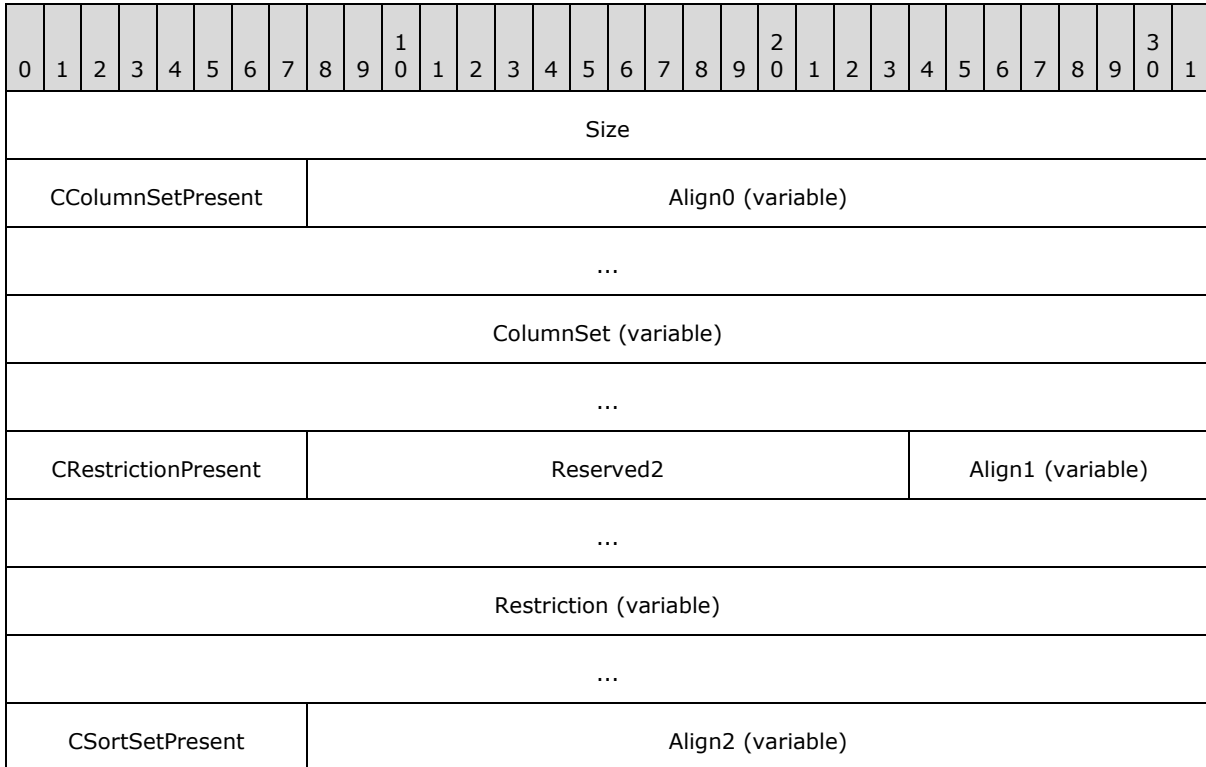 1 2 3
0 1 2 3 4 5 6 7 8 9 0 1 2 3 4 5 6 7 8 9 0 1 2 3 4 5 6 7 8 9 0 1
Size
CColumnSetPresent Align0 (variable)
...
ColumnSet (variable)
...
CRestrictionPresent Reserved2 Align1 (variable)
...
Restriction (variable)
...
CSortSetPresent Align2 (variable)